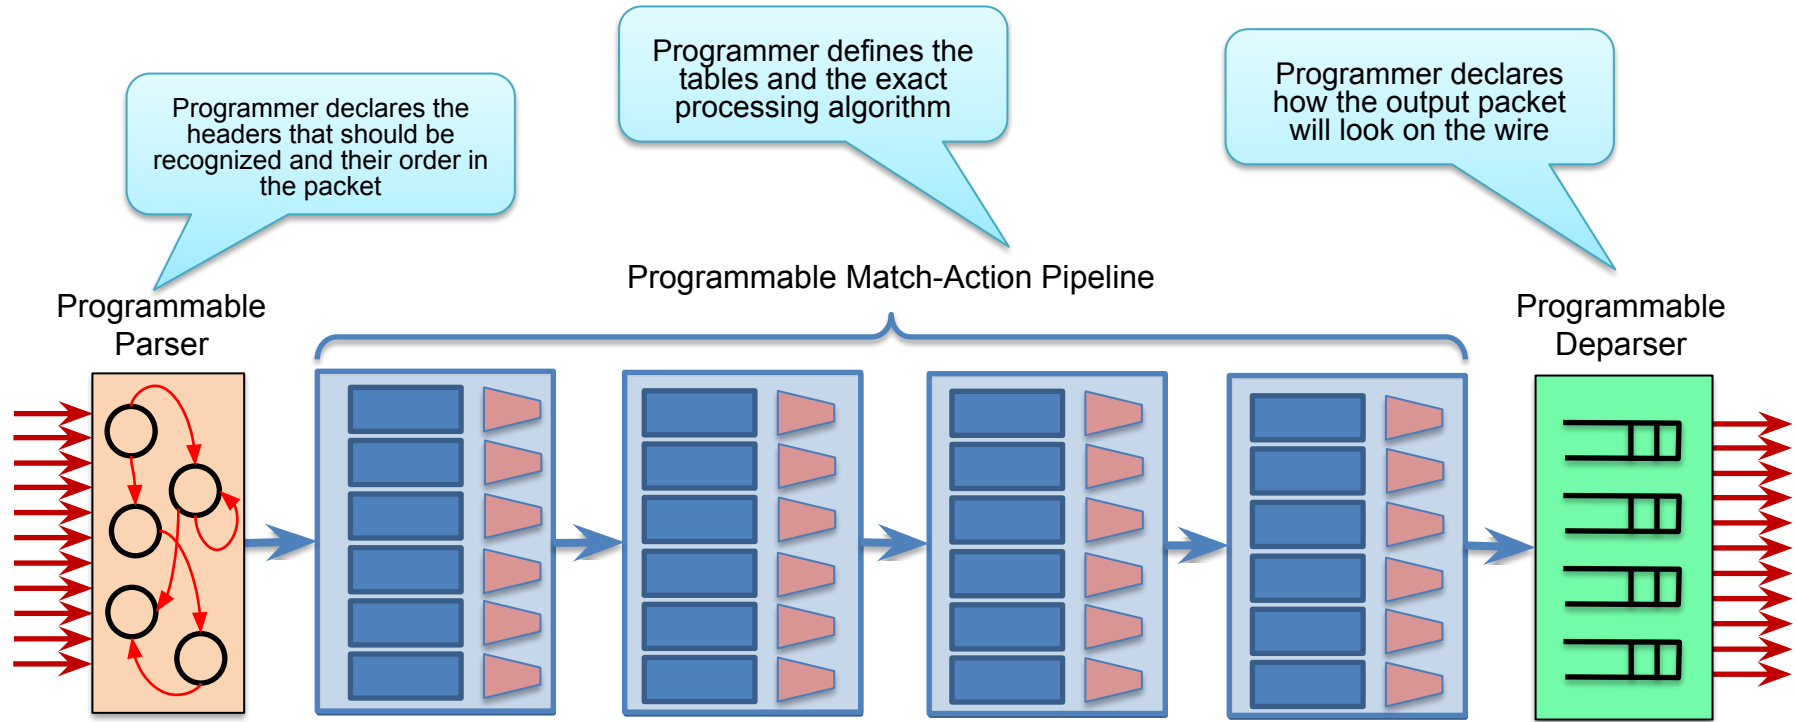 Programmer declares the
headers that should be
recognized and their order in
the packet
Programmer defines the
tables and the exact
processing algorithm
Programmer declares
how the output packet
will look on the wire
Programmable Match-Action Pipeline
Programmable
Parser
Programmable
Deparser